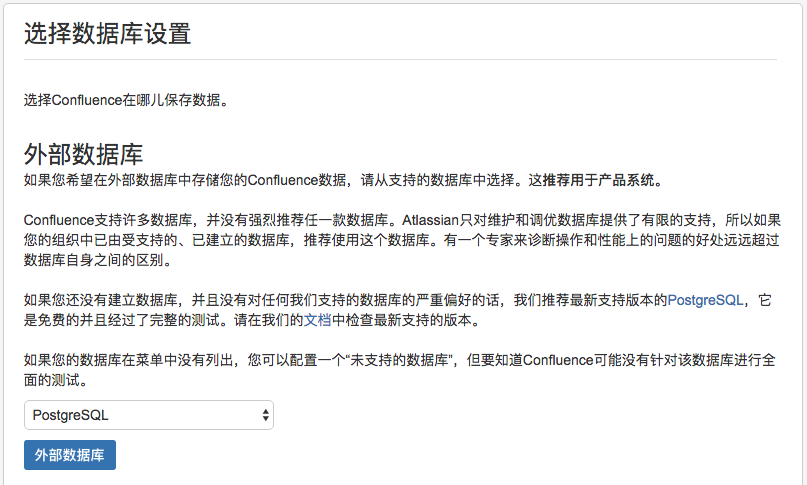 选择数据库设置
选择Confluence在哪儿保存数据。
外部数据库
如果您希望在外部数据库中存储您的Confluence数据，请从支持的数据库中选择。这推荐用于产品系统。
Confluence支持许多数据库，并没有强烈推荐任一款数据库。Atlassian只对维护和调优数据库提供了有限的支持，所以如果
您的组织中已由受支持的、已建立的数据库，推荐使用这个数据库。有一个专家来诊断操作和性能上的问题的好处远远超过
数据库自身之间的区别。
如果您还没有建立数据库，并且没有对任何我们支持的数据库的严重偏好的话，我们推荐最新支持版本的PostgreSQL，它
是免费的并且经过了完整的测试。请在我们的文档中检查最新支持的版本。
如果您的数据库在菜单中没有列出，您可以配置一个“未支持的数据库”，但要知道Confluence可能没有针对该数据库进行全
面的测试。
PostgreSQL
外部数据库